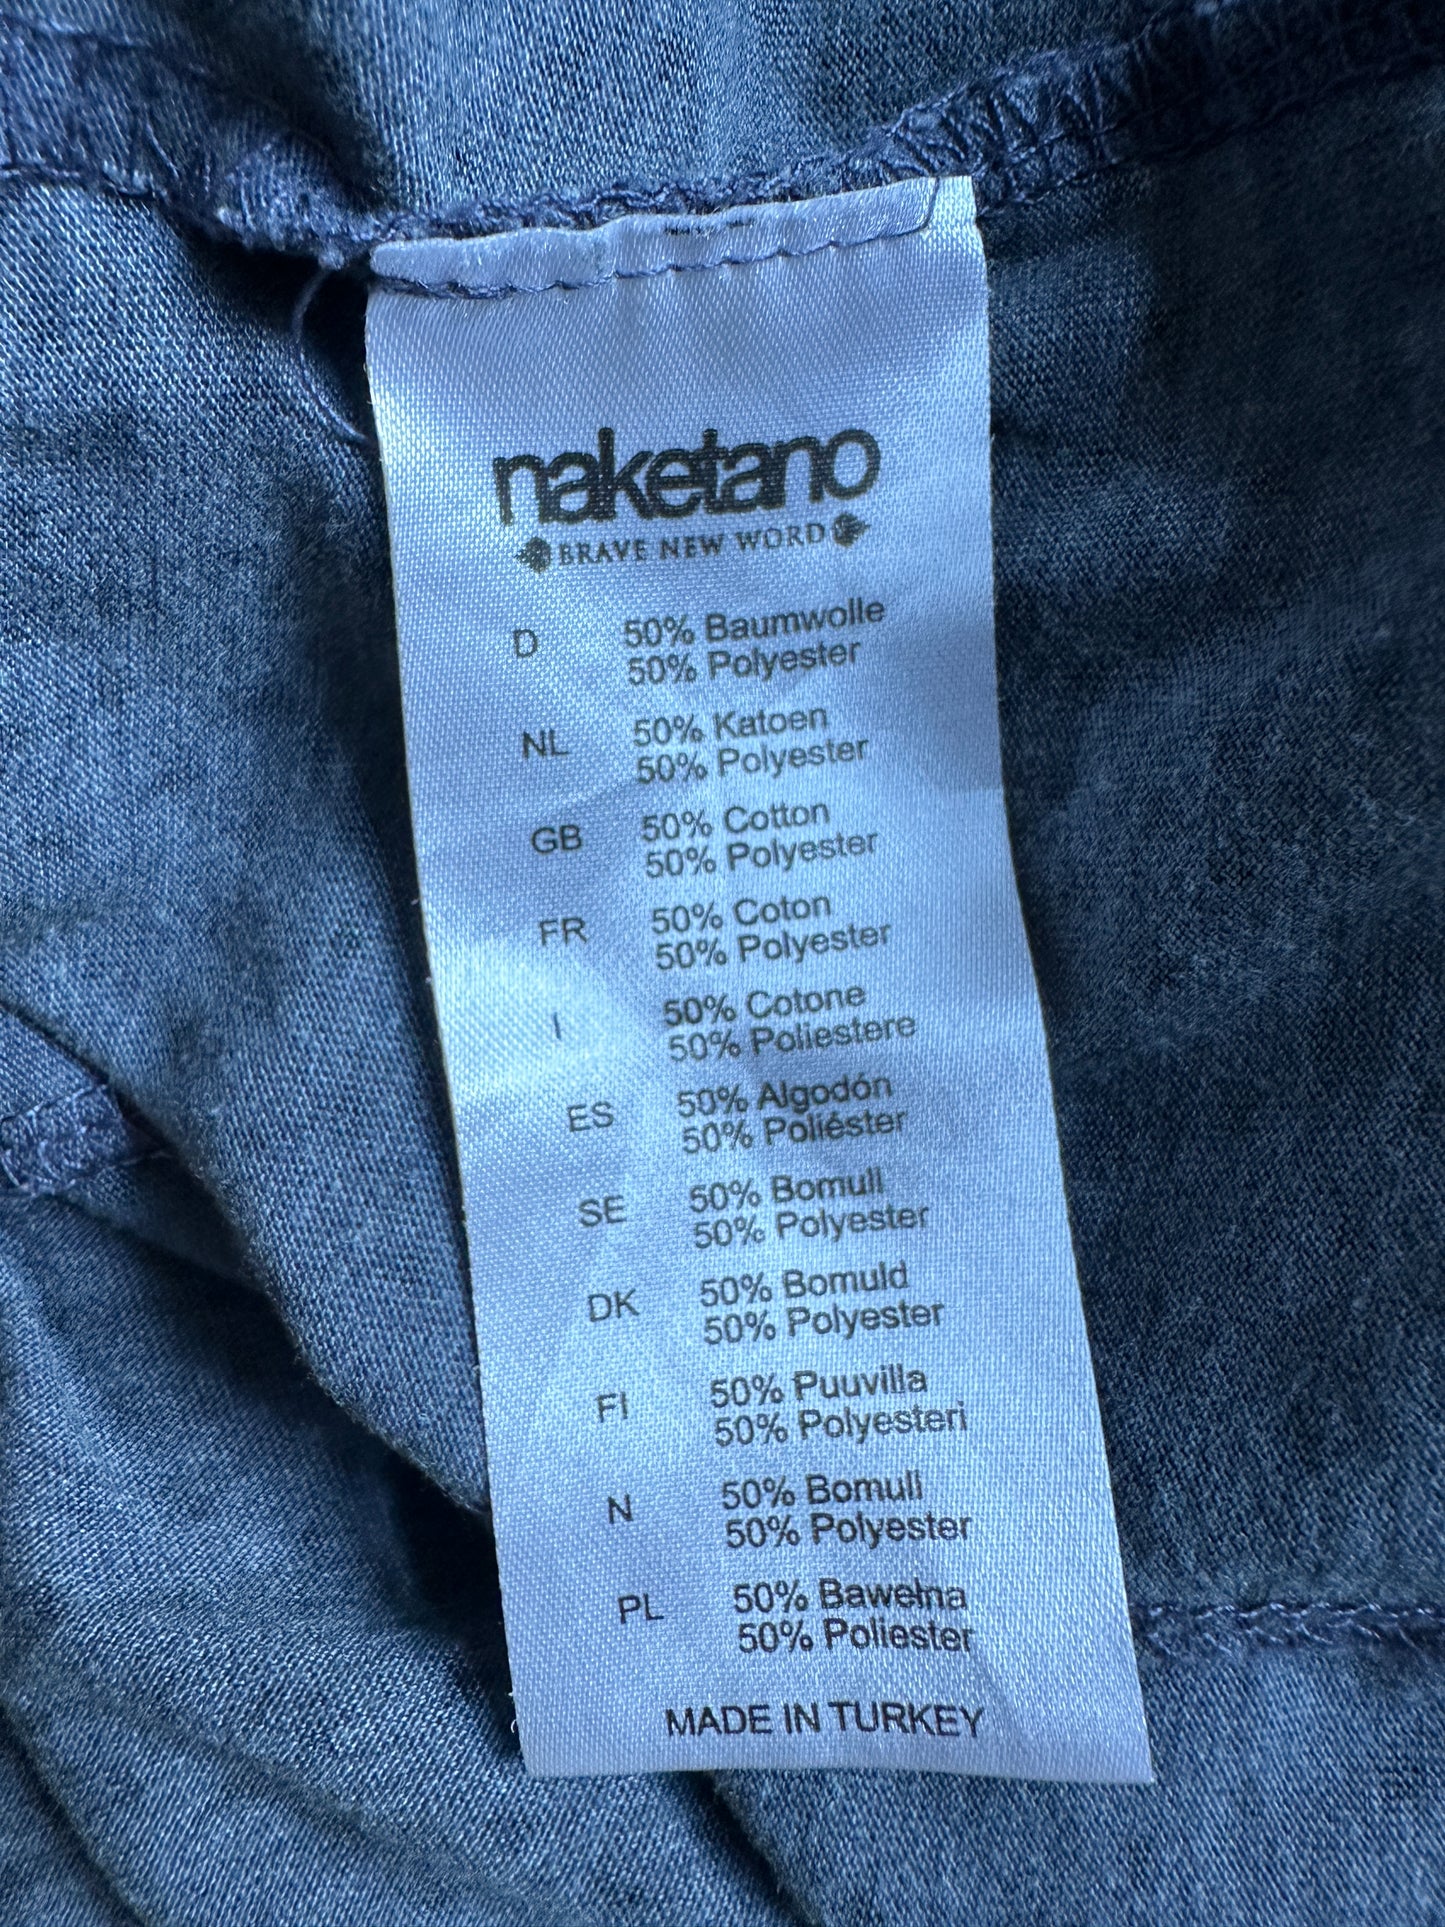 naketano
BRAVE NEW WORD
D 50% Baumwolle
50% Polyester
NL 50% Katoen
50% Polyester
GB 50% Cotton
50% Polyester
FR 50% Coton
50% Polyester
I 50% Cotone
50% Poliestere
ES 50% Algodón
50% Poliéster
SE 50% Bomull
50% Polyester
DK 50% Bomuld
50% Polyester
FI 50% Puuvilla
50% Polyesteri
N 50% Bomull
50% Polyester
PL 50% Bawełna
50% Poliester
MADE IN TURKEY